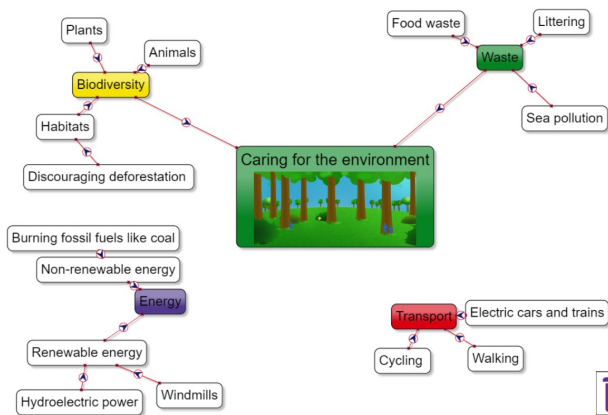 Plants
Animals
Biodiversity
Habitats
Discouraging deforestation
Food waste
Littering
Waste
Sea pollution
Caring for the environment
Burning fossil fuels like coal
Non-renewable energy
Energy
Renewable energy
Hydroelectric power
Windmills
Electric cars and trains
Transport
Cycling
Walking